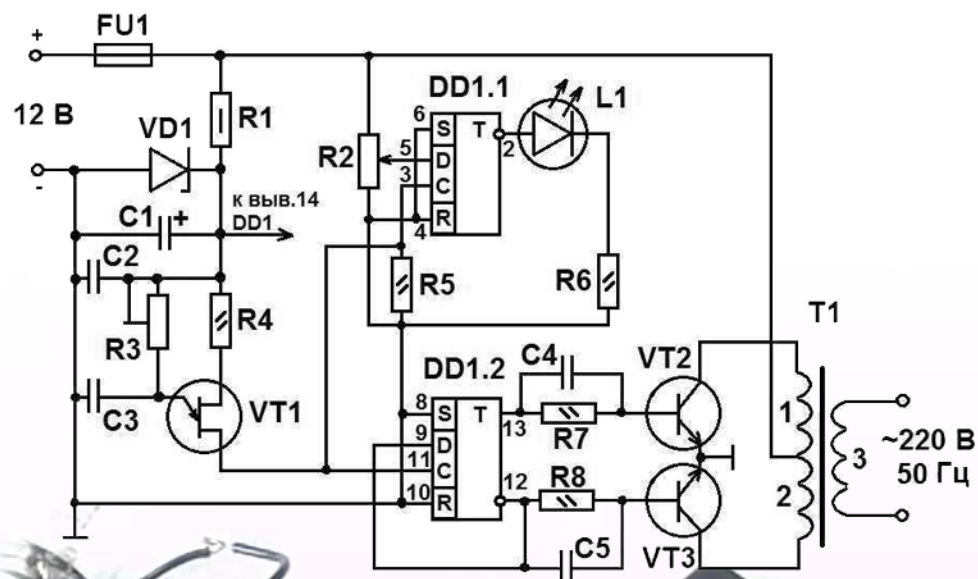 +
FU1
12 В
-
VD1
R1
C1
+
к выв.14
DD1
C2
R3
R4
C3
VT1
R2
DD1.1
6
S
T
5
D
3
C
R
4
2
L1
R5
R6
DD1.2
8
S
T
9
D
11
C
10
R
13
12
C4
R7
R8
C5
VT2
VT3
T1
1
2
3
~220 В
50 Гц